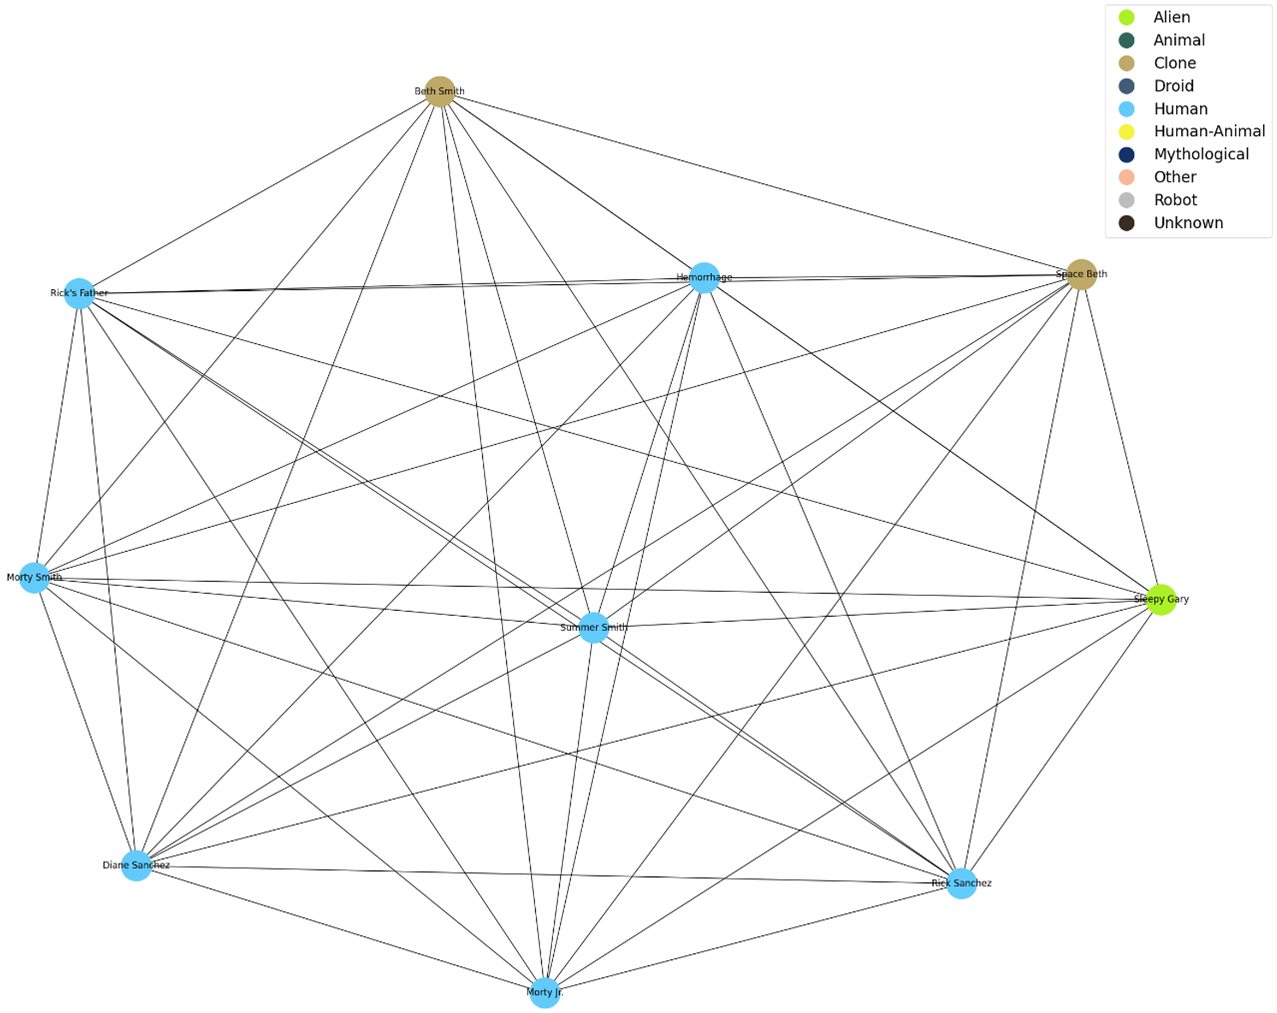 Alien
Animal
Clone
Droid
Human
Human-Animal
Mythological
Other
Robot
Unknown
Beth Smith
Space Beth
Hemorrhage
Rick's Father
Morty Smith
Sleepy Gary
Summer Smith
Diane Sanchez
Rick Sanchez
Morty Jr.